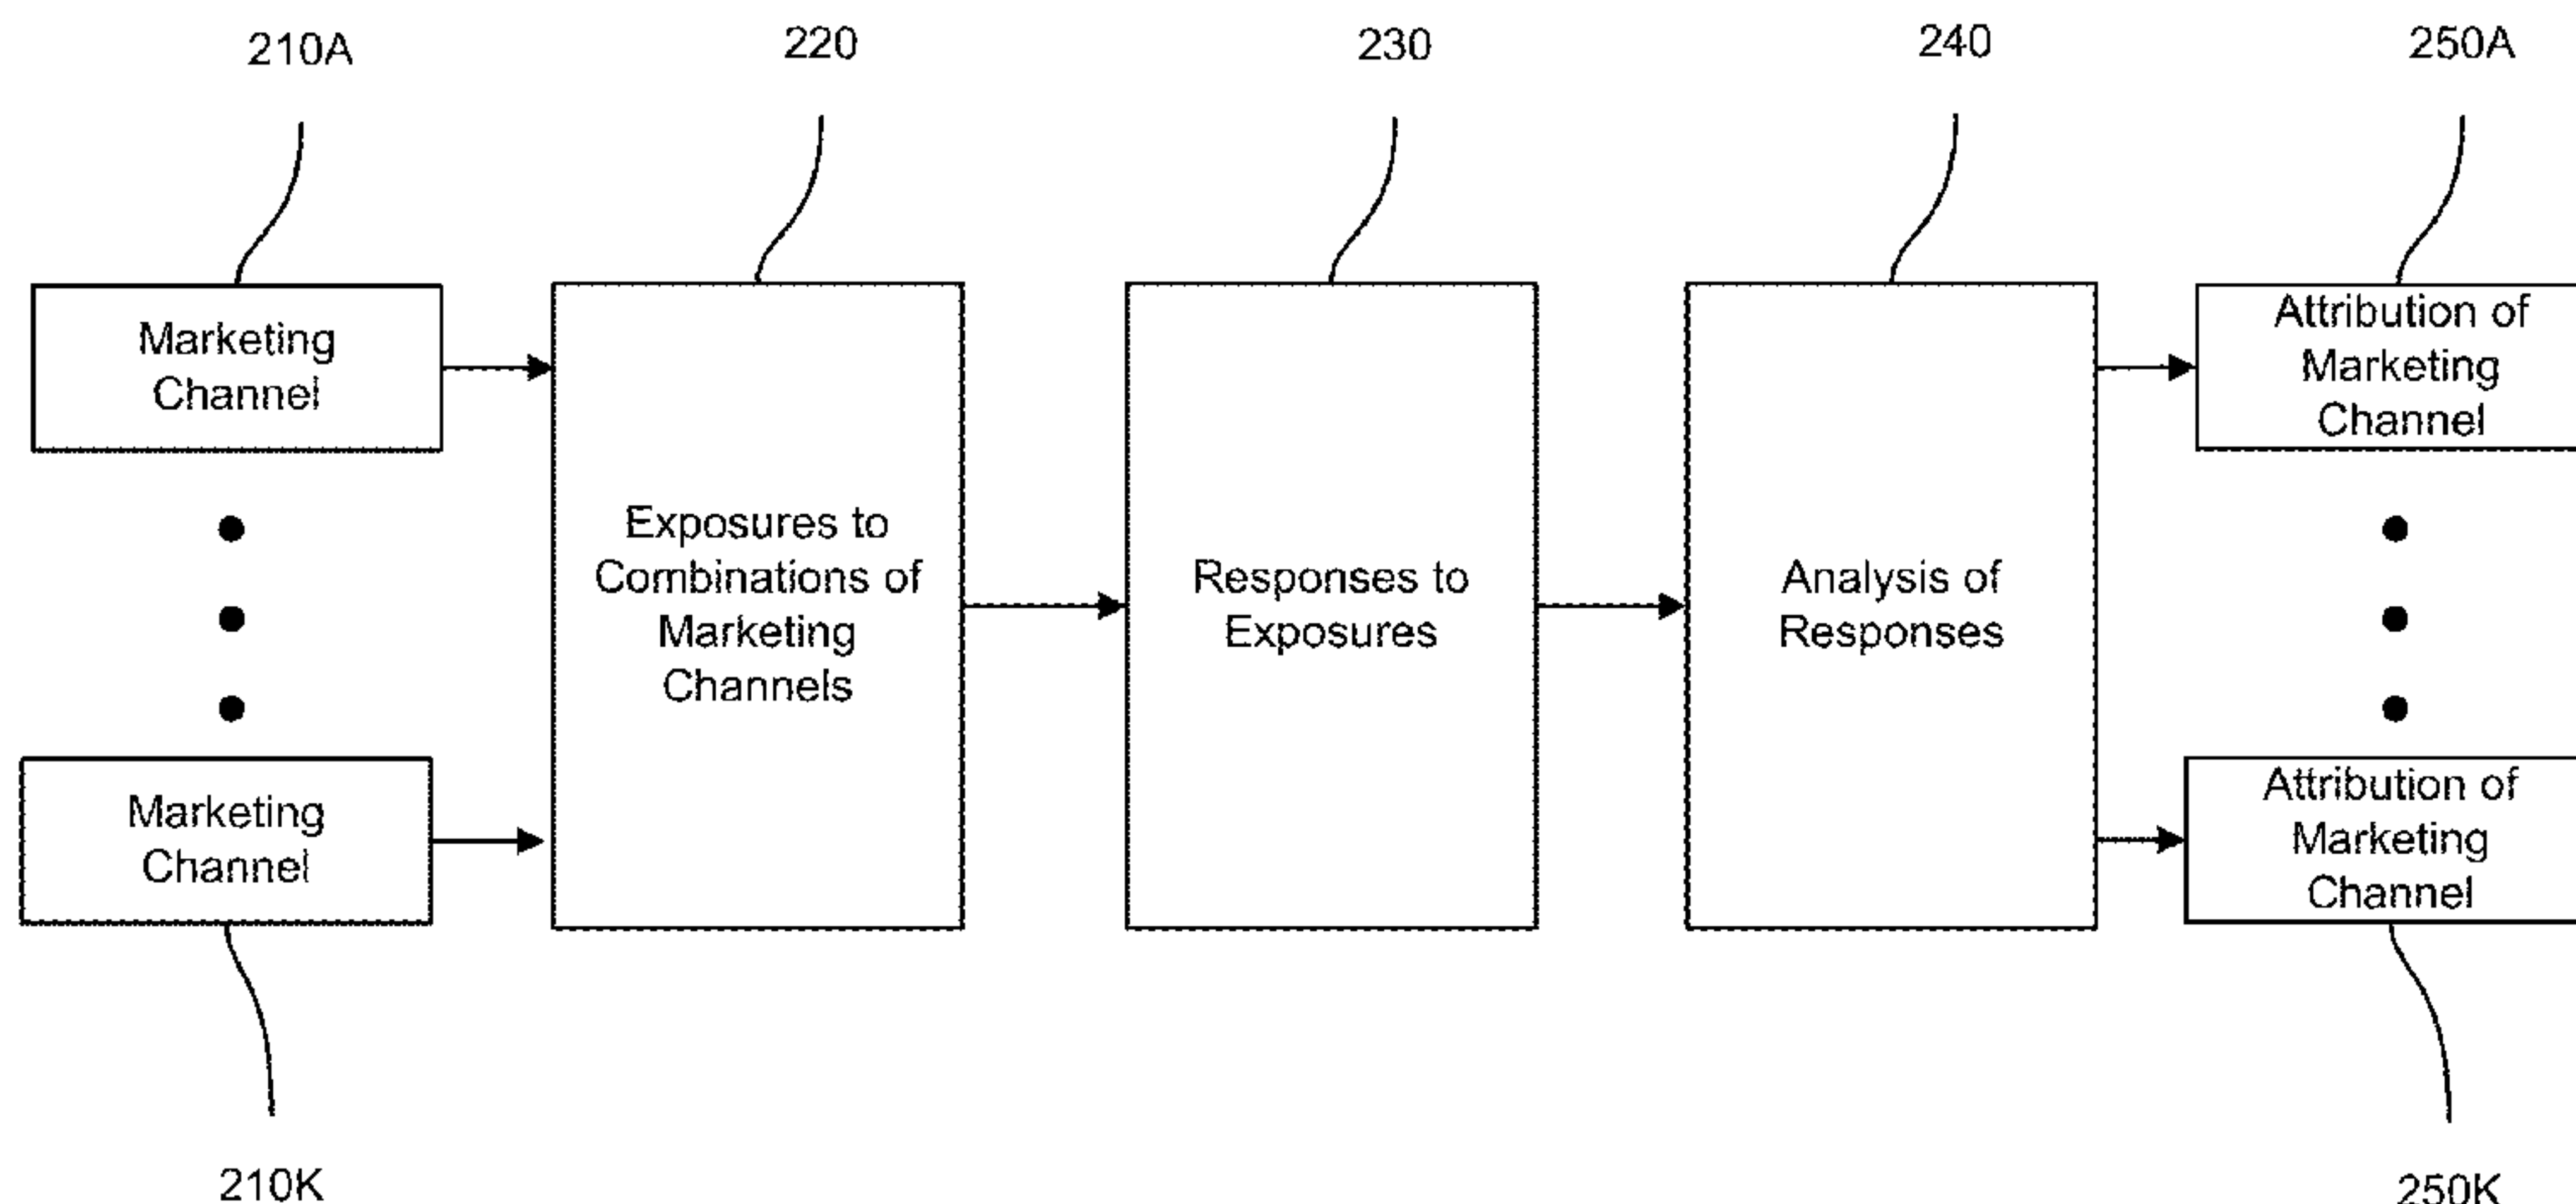 210A
220
230
240
250A
Marketing
Channel
Exposures to
Combinations of
Marketing
Channels
Responses to
Exposures
Analysis of
Responses
Attribution of
Marketing
Channel
Marketing
Channel
Attribution of
Marketing
Channel
210K
250K